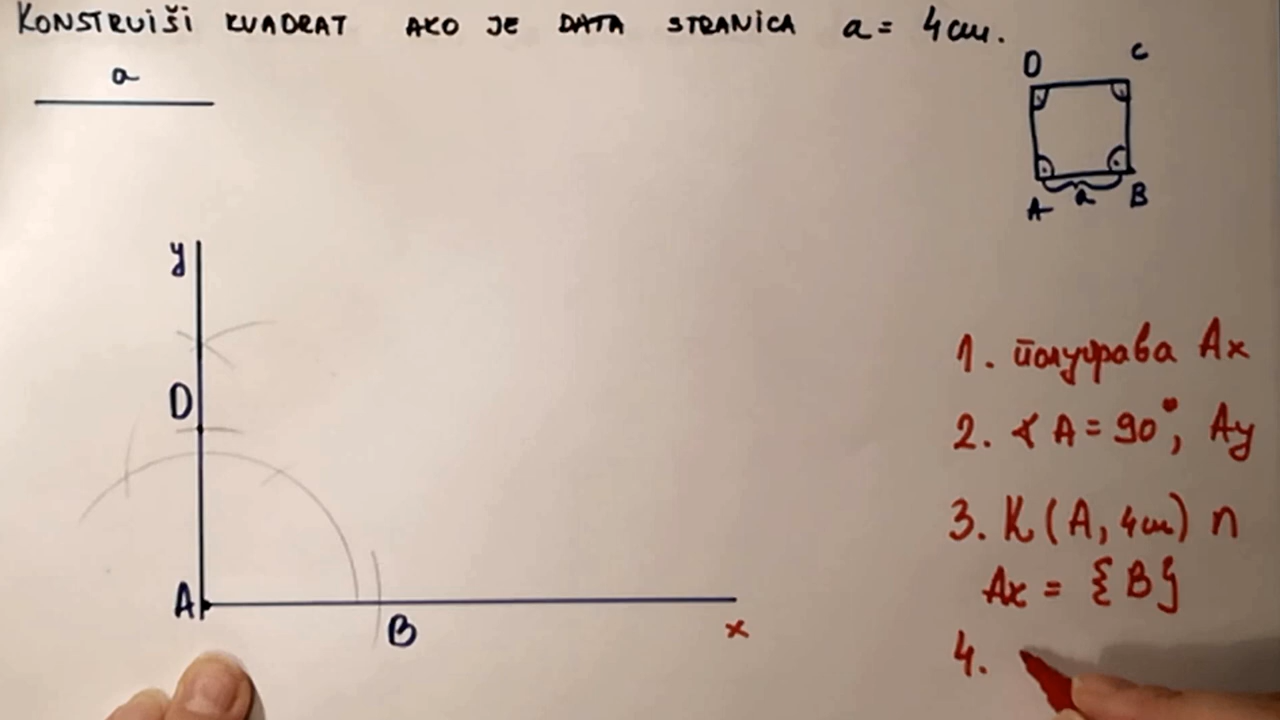 KONSTRUIŠI KVADRAT AKO JE DATA STRANICA a = 4cm.
a
D C
A a B
y
D
A
B
x
1. полуправа Ax
2. ∢ A = 90°, Ay
3. K (A, 4cm) ∩
Ax = {B}
4.